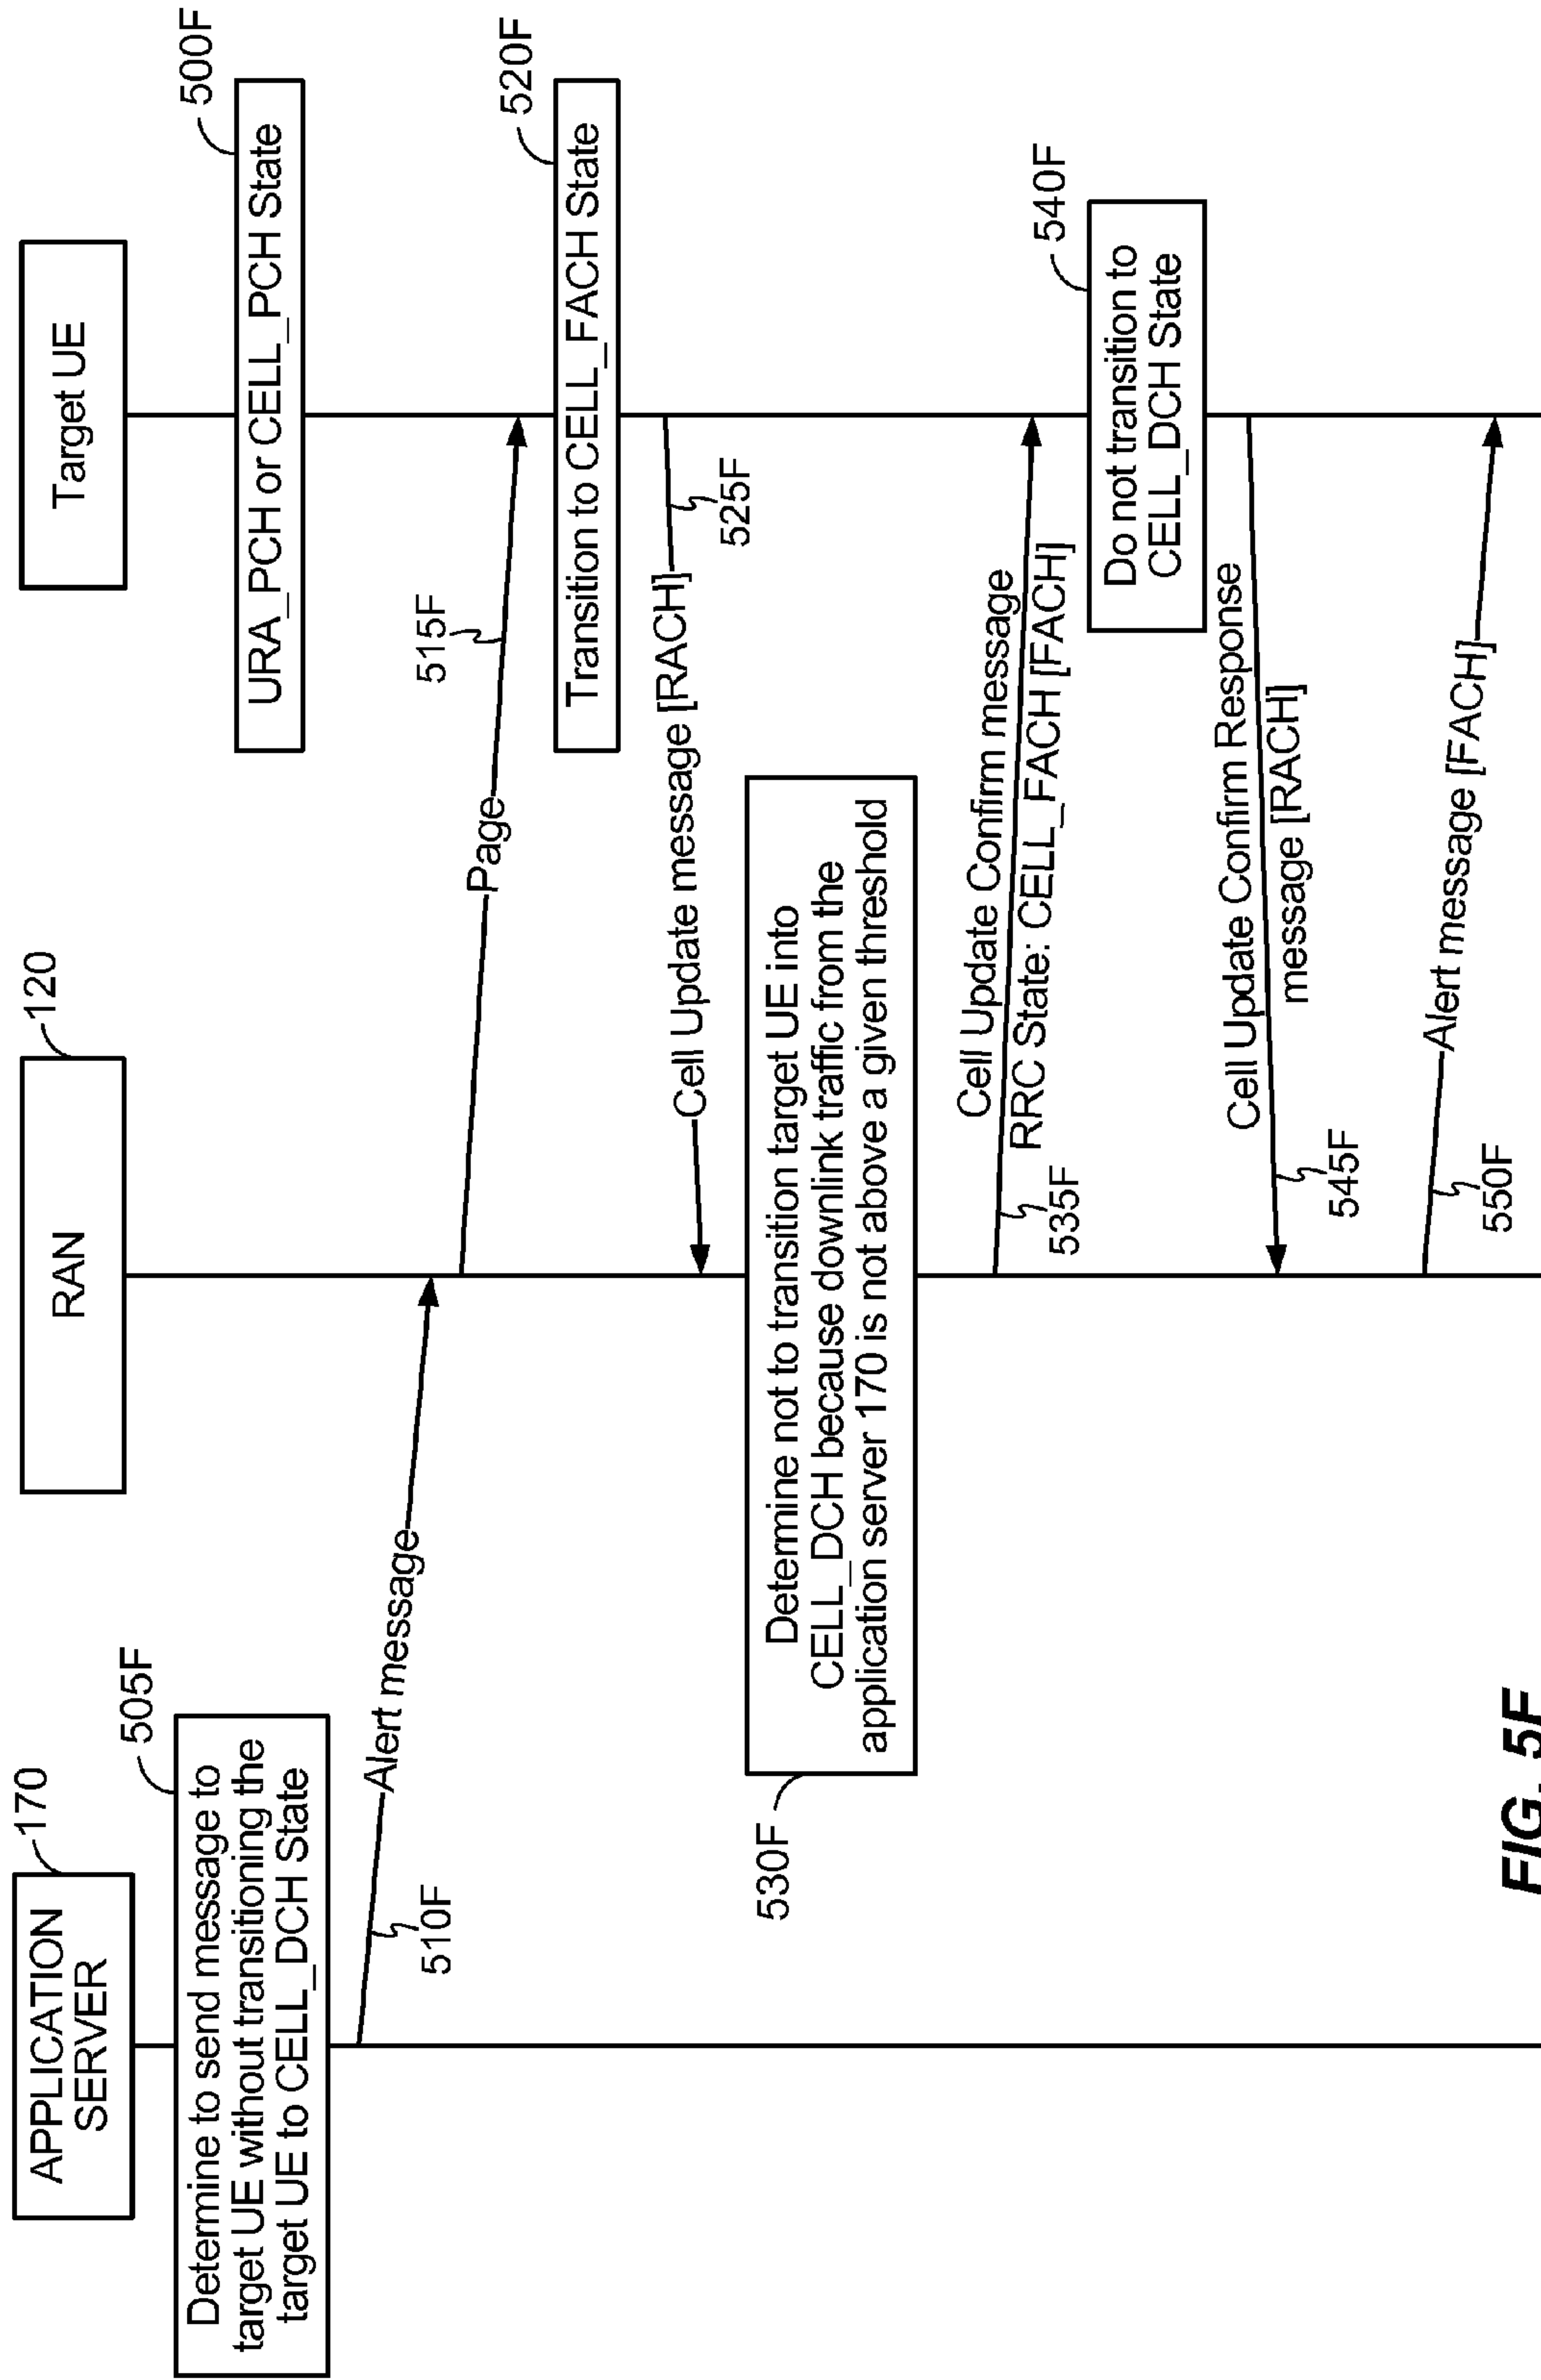 APPLICATION
SERVER
170
RAN
120
Target UE
URA_PCH or CELL_PCH State
500F
Determine to send message to
target UE without transitioning the
target UE to CELL_DCH State
505F
Alert message
510F
Page
515F
Transition to CELL_FACH State
520F
Cell Update message [RACH]
525F
Determine not to transition target UE into
CELL_DCH because downlink traffic from the
application server 170 is not above a given threshold
530F
Cell Update Confirm message
RRC State: CELL_FACH [FACH]
535F
Do not transition to
CELL_DCH State
540F
Cell Update Confirm Response
message [RACH]
545F
Alert message [FACH]
550F
FIG. 5F